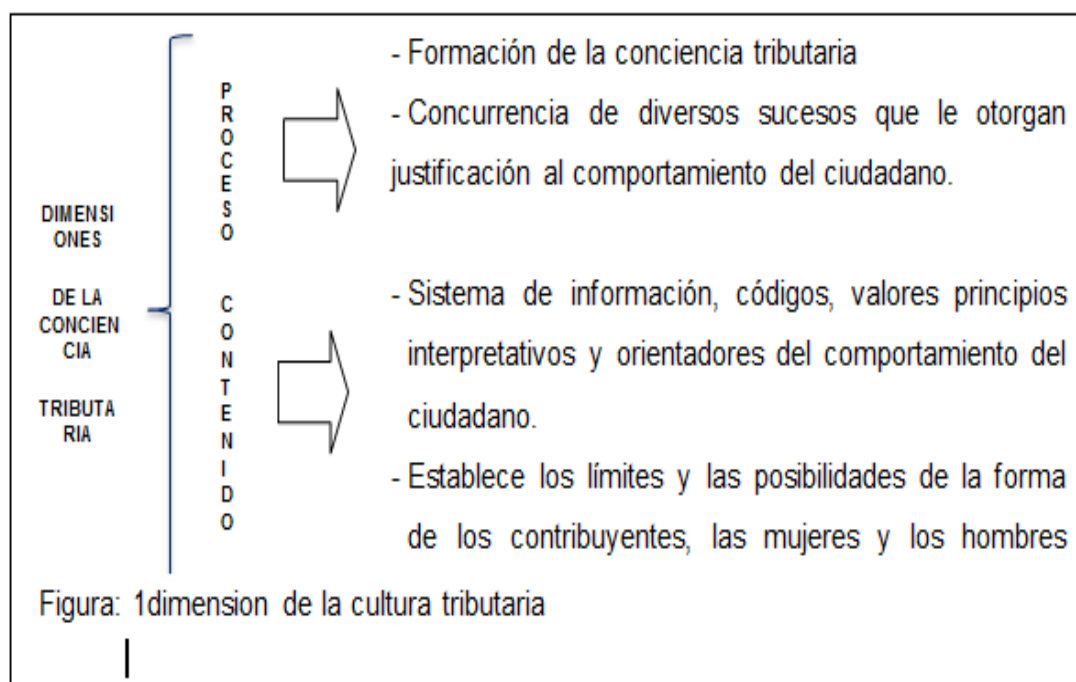 DIMENSI
ONES
DE LA
CONCIEN
CIA
TRIBUTA
RIA
P
R
O
C
E
S
O
- Formación de la conciencia tributaria
- Concurrencia de diversos sucesos que le otorgan
justificación al comportamiento del ciudadano.
C
O
N
T
E
N
I
D
O
- Sistema de información, códigos, valores principios
interpretativos y orientadores del comportamiento del
ciudadano.
- Establece los límites y las posibilidades de la forma
de los contribuyentes, las mujeres y los hombres
Figura: 1dimension de la cultura tributaria